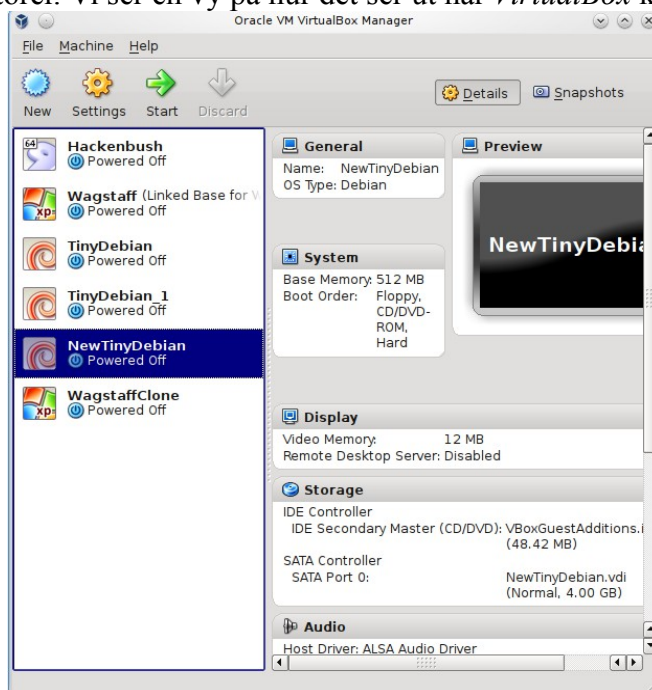 Vi ser en vy på hur det ser ut när VirtualBox
Oracle VM VirtualBox Manager
File Machine Help
New Settings Start Discard
Details Snapshots
64
Hackenbush
Powered Off
Wagstaff (Linked Base for
xp
Powered Off
TinyDebian
Powered Off
TinyDebian_1
Powered Off
NewTinyDebian
Powered Off
WagstaffClone
xp
Powered Off
General
Name: NewTinyDebian
OS Type: Debian
Preview
NewTinyDebia
System
Base Memory: 512 MB
Boot Order: Floppy,
CD/DVD-
ROM,
Hard
Display
Video Memory: 12 MB
Remote Desktop Server: Disabled
Storage
IDE Controller
IDE Secondary Master (CD/DVD): VBoxGuestAdditions.i
(48.42 MB)
SATA Controller
SATA Port 0: NewTinyDebian.vdi
(Normal, 4.00 GB)
Audio
Host Driver: ALSA Audio Driver